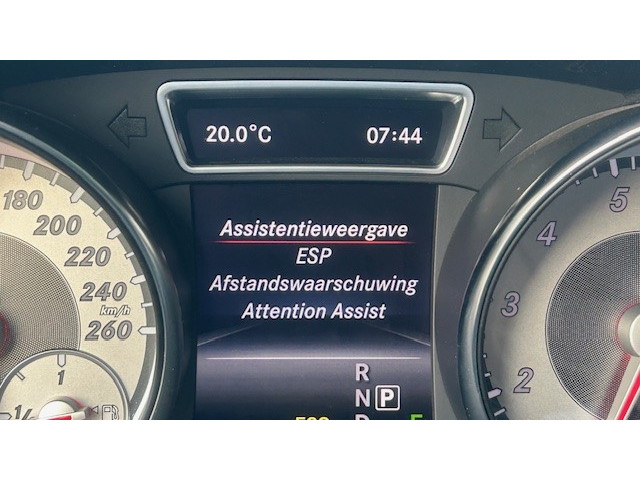 20.0°C 07:44
Assistentieweergave
ESP
Afstandswaarschuwing
Attention Assist
R
N P
180
200
220
240
km/h
260
1
5
4
3
2